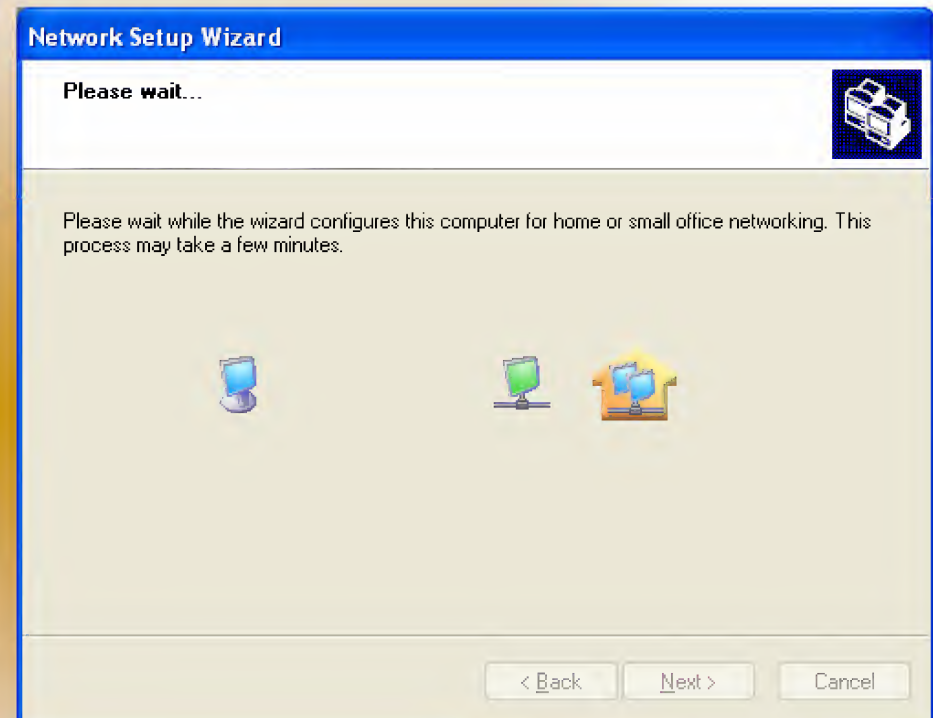 Network Setup Wizard
Please wait...
Please wait while the wizard configures this computer for home or small office networking. This
process may take a few minutes.
< Back Next > Cancel